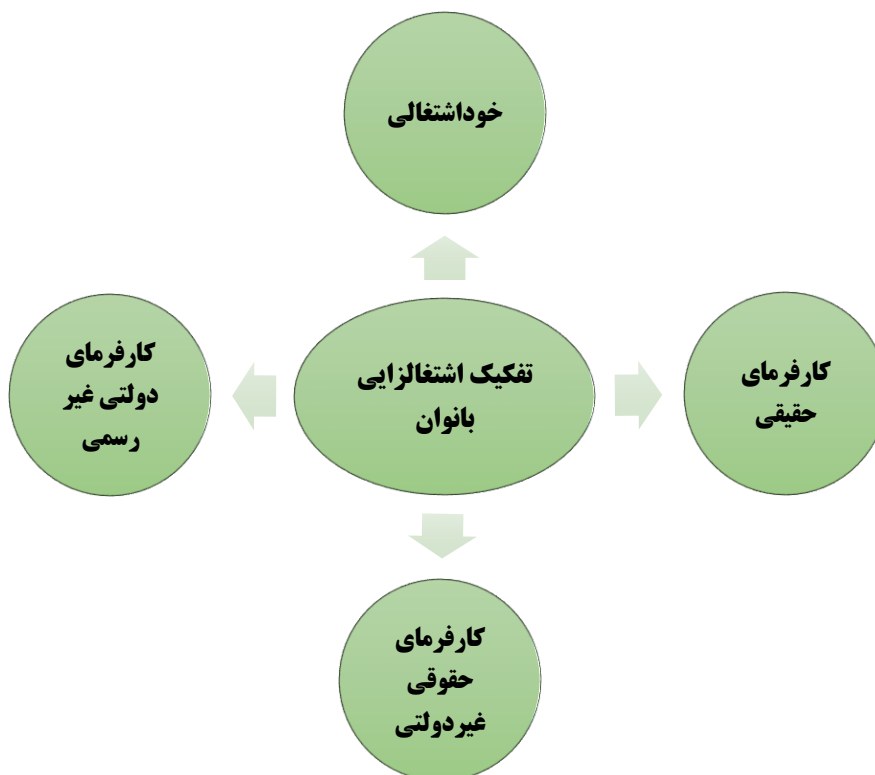 خوداشتغالی
کارفرمای
حقیقی
تفکیک اشتغالزایی
بانوان
کارفرمای
دولتی غیر
رسمی
کارفرمای
حقوقی
غیردولتی